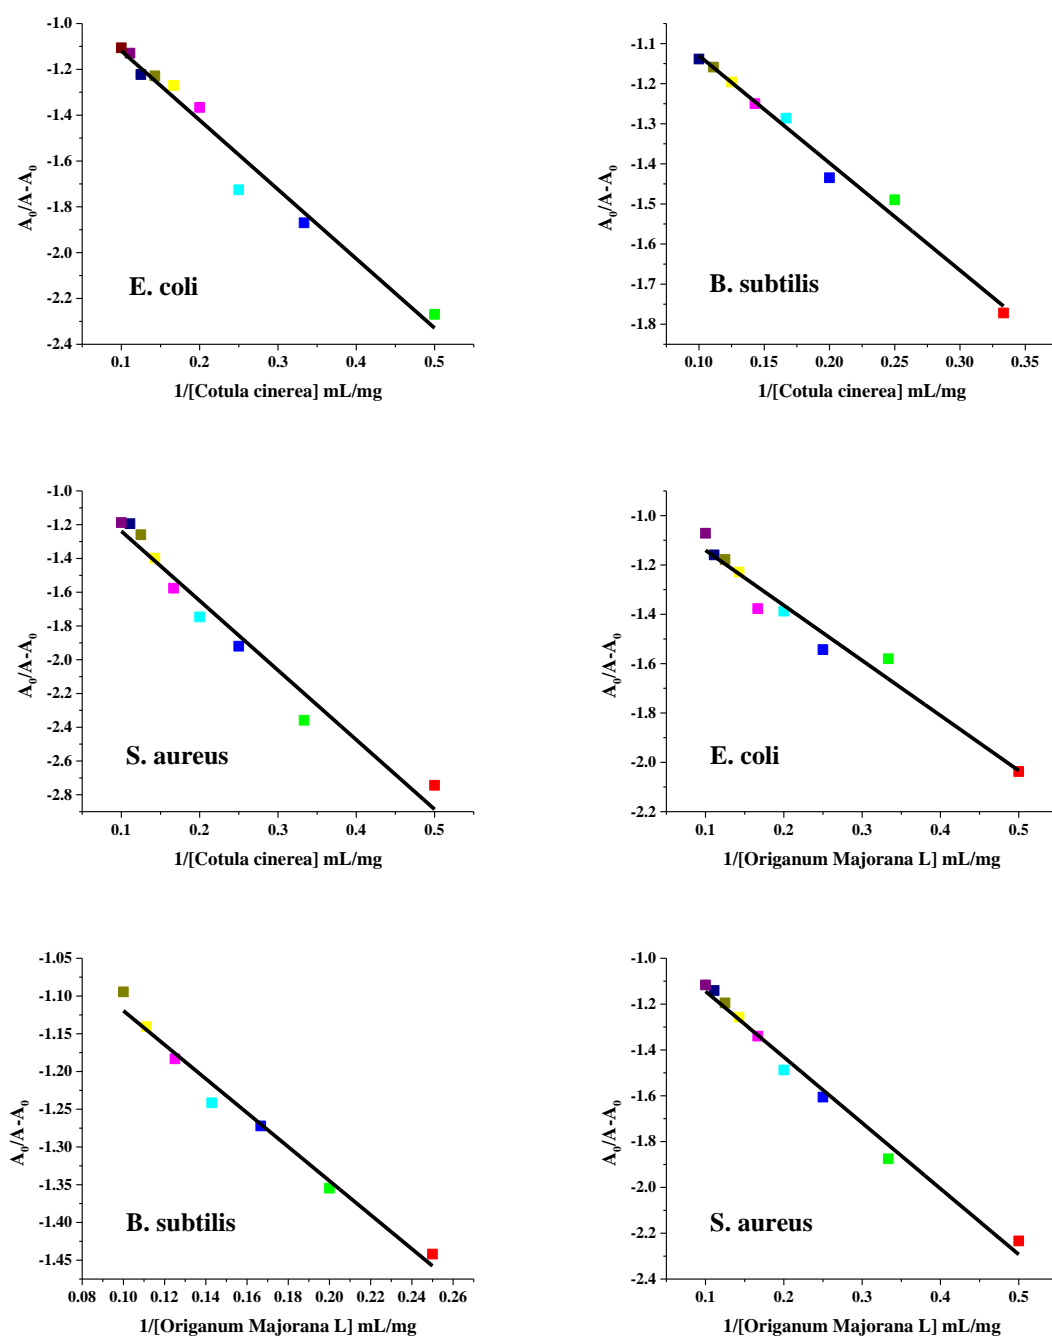 -1.0
-1.2
-1.4
-1.6
-1.8
-2.0
-2.2
-2.4
A₀/A-A₀
E. coli
0.1 0.2 0.3 0.4 0.5
1/[Cotula cinerea] mL/mg
-1.1
-1.2
-1.3
-1.4
-1.5
-1.6
-1.7
-1.8
A₀/A-A₀
B. subtilis
0.10 0.15 0.20 0.25 0.30 0.35
1/[Cotula cinerea] mL/mg
-1.0
-1.2
-1.4
-1.6
-1.8
-2.0
-2.2
-2.4
-2.6
-2.8
A₀/A-A₀
S. aureus
0.1 0.2 0.3 0.4 0.5
1/[Cotula cinerea] mL/mg
-1.0
-1.2
-1.4
-1.6
-1.8
-2.0
-2.2
A₀/A-A₀
E. coli
0.1 0.2 0.3 0.4 0.5
1/[Origanum Majorana L] mL/mg
-1.05
-1.10
-1.15
-1.20
-1.25
-1.30
-1.35
-1.40
-1.45
A₀/A-A₀
B. subtilis
0.08 0.10 0.12 0.14 0.16 0.18 0.20 0.22 0.24 0.26
1/[Origanum Majorana L] mL/mg
-1.0
-1.2
-1.4
-1.6
-1.8
-2.0
-2.2
-2.4
A₀/A-A₀
S. aureus
0.1 0.2 0.3 0.4 0.5
1/[Origanum Majorana L] mL/mg